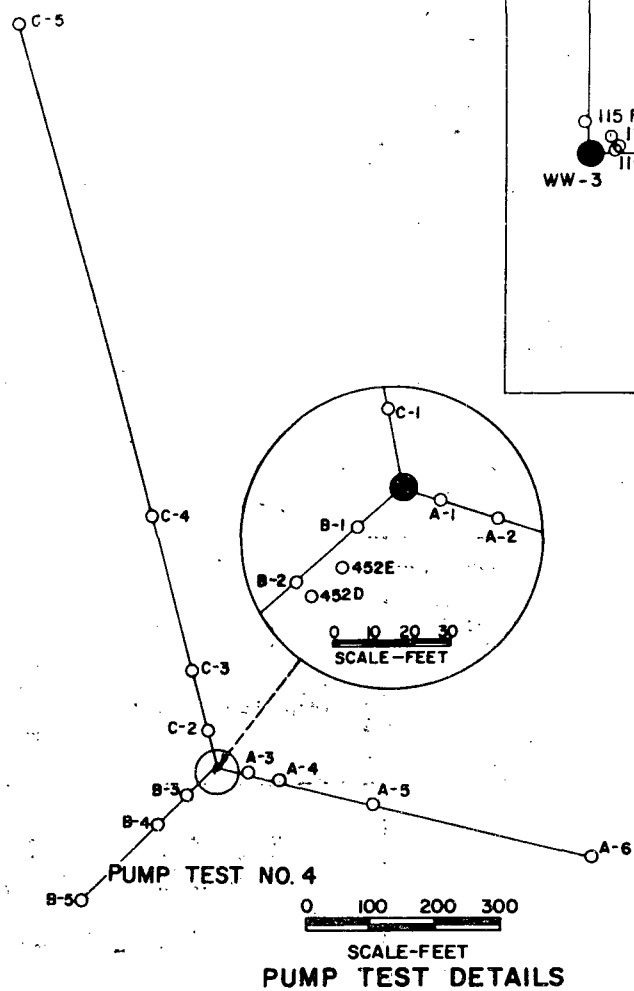 C-5
115
WW-3
C-1
A-1
A-2
B-1
452E
B-2
452D
0 10 20 30
SCALE-FEET
C-4
C-3
C-2
A-3
A-4
A-5
A-6
B-3
B-4
B-5
PUMP TEST NO. 4
0 100 200 300
SCALE-FEET
PUMP TEST DETAILS